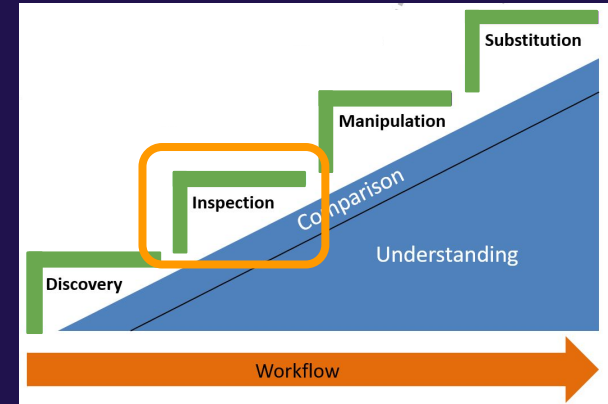 Substitution
Manipulation
Inspection
Comparison
Understanding
Discovery
Workflow